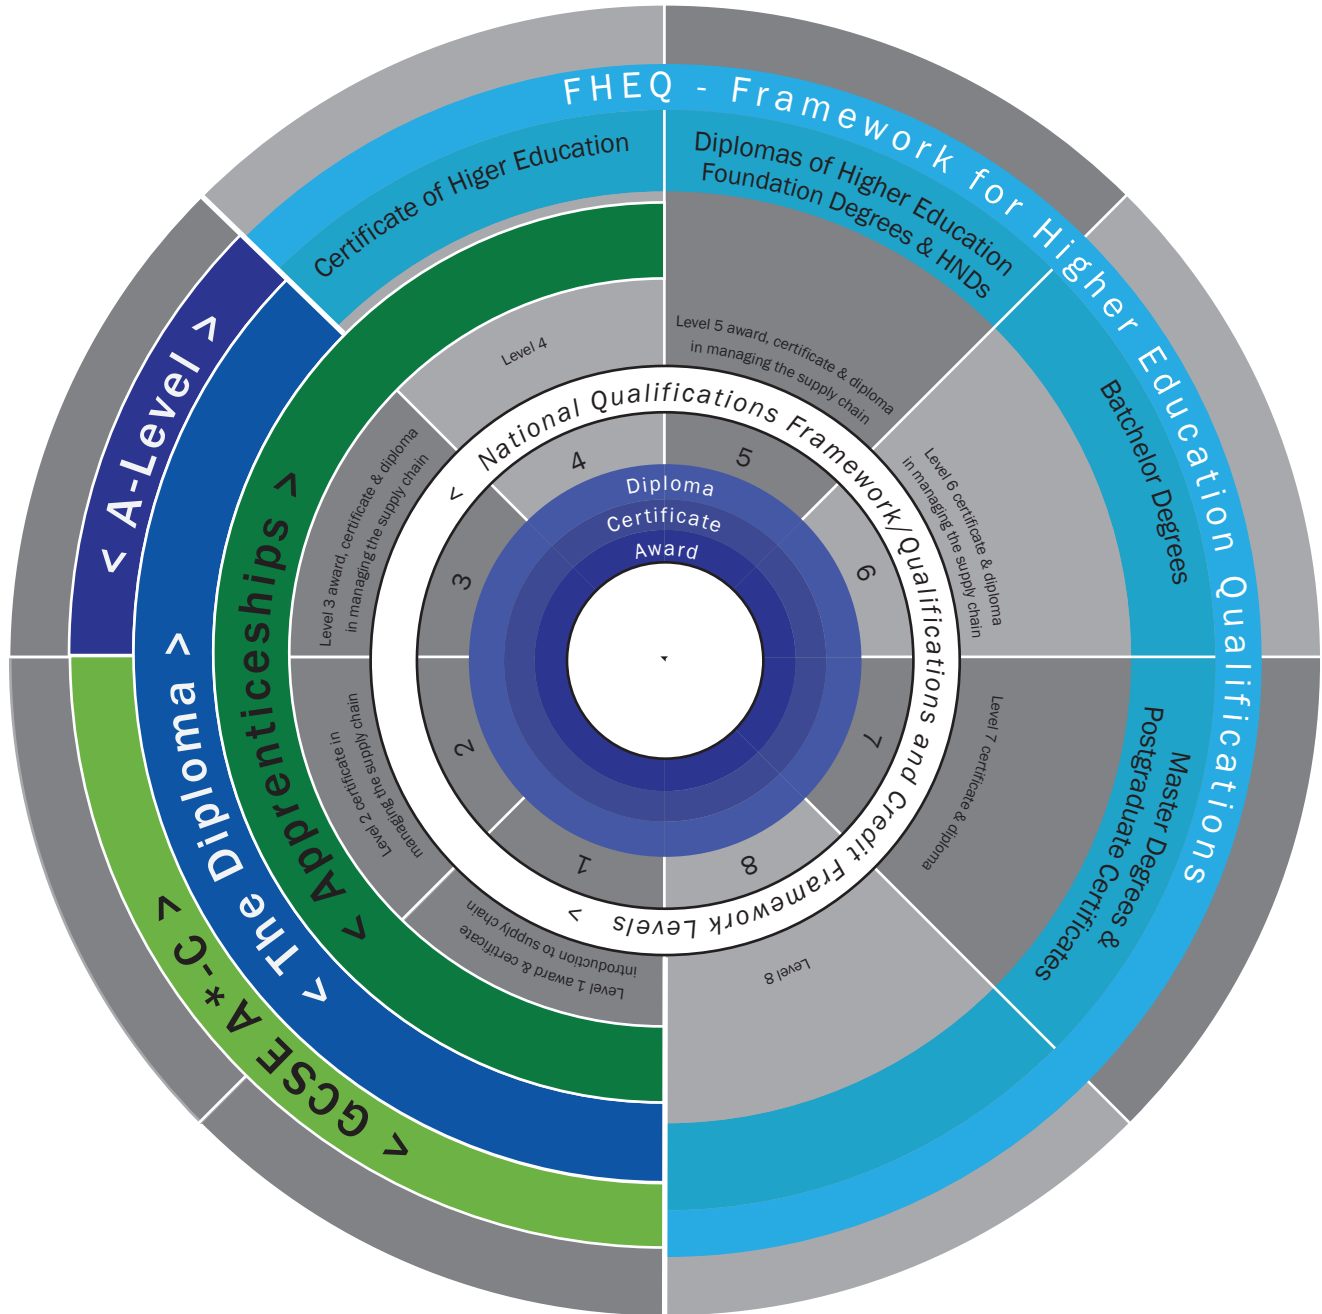 FHEQ - Framework for Higher Education Qualifications
Certificate of Higer Education
Diplomas of Higher Education
Foundation Degrees & HNDs
Batchelor Degrees
Master Degrees &
Postgraduate Certificates
< A-Level >
< GCSE A*-C >
< The Diploma >
< Apprenticeships >
Level 1 award & certificate
introduction to supply chain
Level 2 certificate in
managing the supply chain
Level 3 award, certificate & diploma
in managing the supply chain
Level 4
Level 5 award, certificate & diploma
in managing the supply chain
Level 6 certificate & diploma
in managing the supply chain
Level 7 certificate & diploma
Level 8
< National Qualifications Framework/Qualifications and Credit Framework Levels >
1
2
3
4
5
6
7
8
Diploma
Certificate
Award